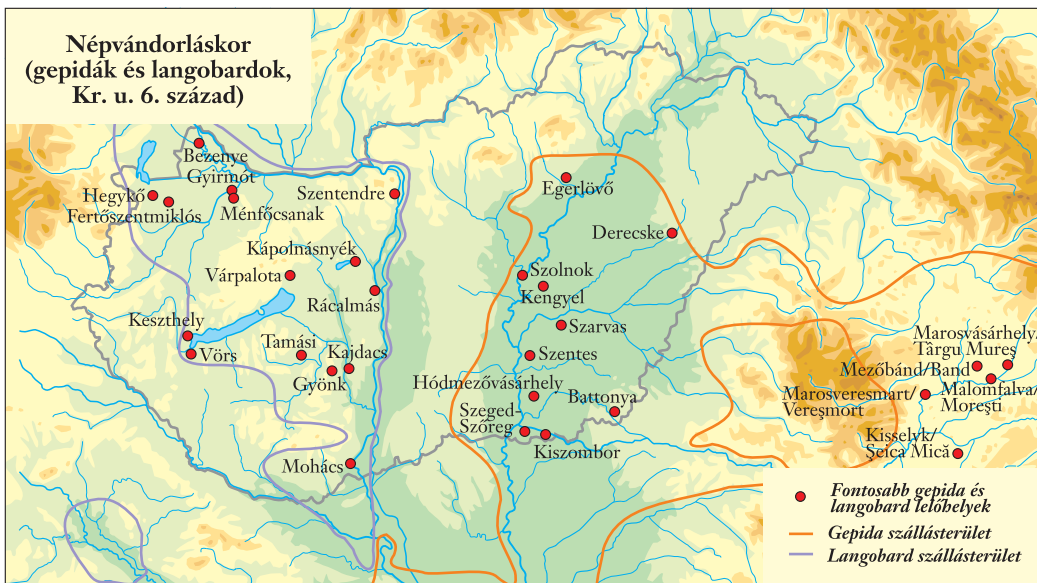 Népvándorláskor
(gepidák és langobardok,
Kr. u. 6. század)
Bezenye
Gyirmót
Hegykő
Fertőszentmiklós
Ménfőcsanak
Szentendre
Egerlövő
Derecske
Kápolnásnyék
Várpalota
Rácalmás
Szolnok
Kengyel
Keszthely
Vörs
Tamási
Kajdacs
Gyönk
Szarvas
Szentes
Marosvásárhely/
Târgu Mureş
Mezőbánd/Band
Malomfalva/
Moreşti
Marosveresmart/
Vereşmort
Hódmezővásárhely
Battonya
Szeged-
Szőreg
Kiszombor
Kisselyk/
Şeica Mică
Mohács
Fontosabb gepida és
langobard lelőhelyek
Gepida szállásterület
Langobard szállásterület